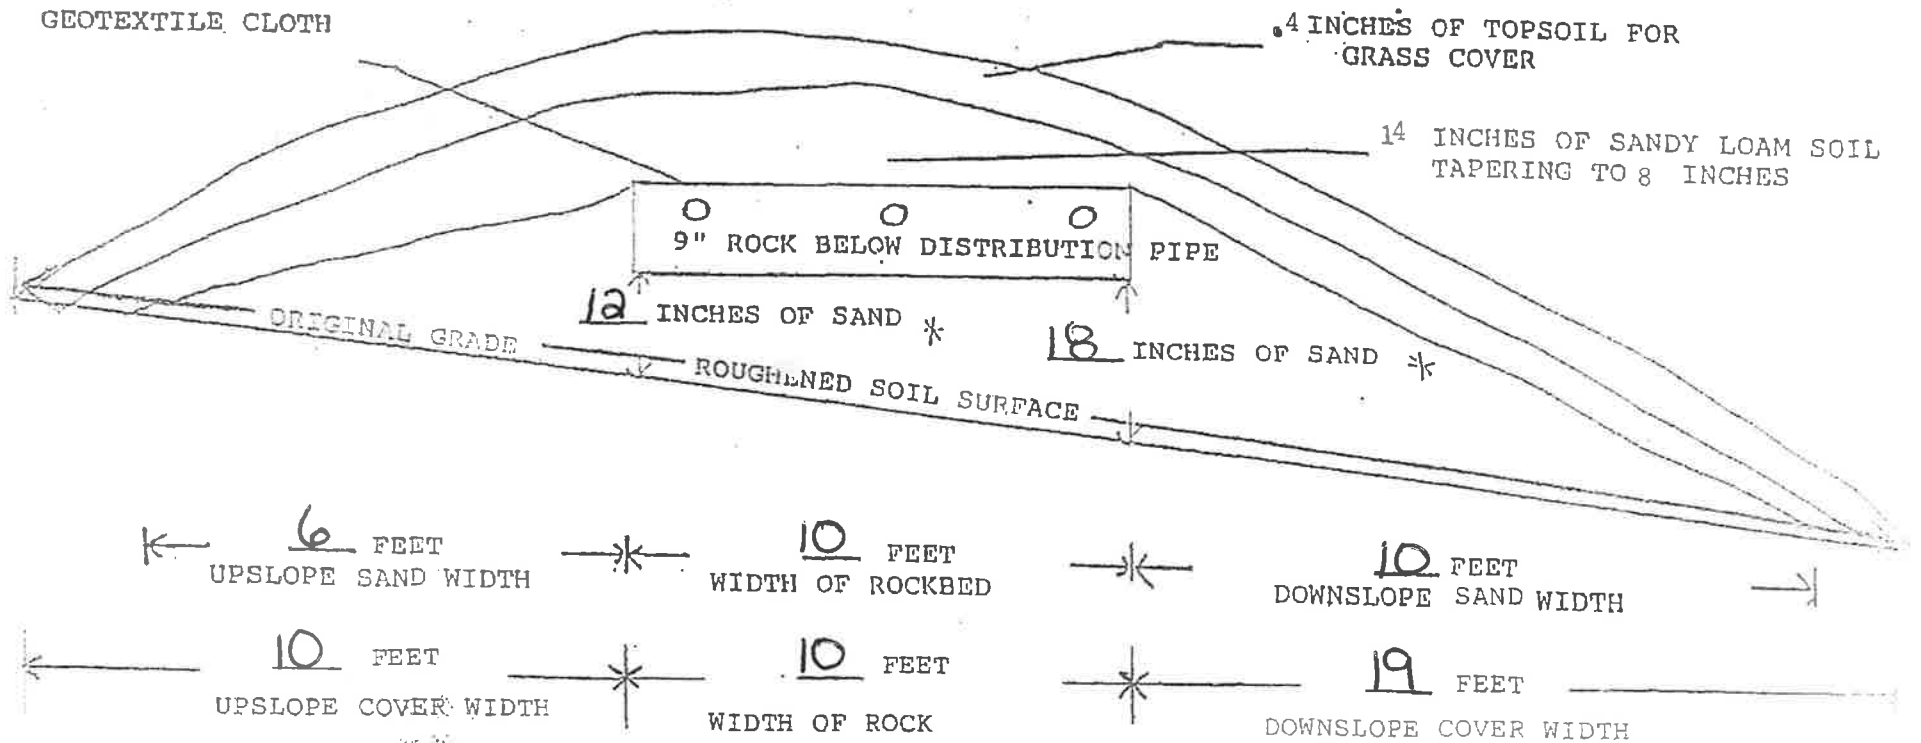 GEOTEXTILE CLOTH
.4 INCHES OF TOPSOIL FOR
GRASS COVER
14 INCHES OF SANDY LOAM SOIL
TAPERING TO 8 INCHES
9" ROCK BELOW DISTRIBUTION PIPE
12 INCHES OF SAND *
18 INCHES OF SAND *
ORIGINAL GRADE
ROUGHENED SOIL SURFACE
6 FEET
UPSLOPE SAND WIDTH
10 FEET
WIDTH OF ROCKBED
10 FEET
DOWNSLOPE SAND WIDTH
10 FEET
UPSLOPE COVER WIDTH
10 FEET
WIDTH OF ROCK
19 FEET
DOWNSLOPE COVER WIDTH